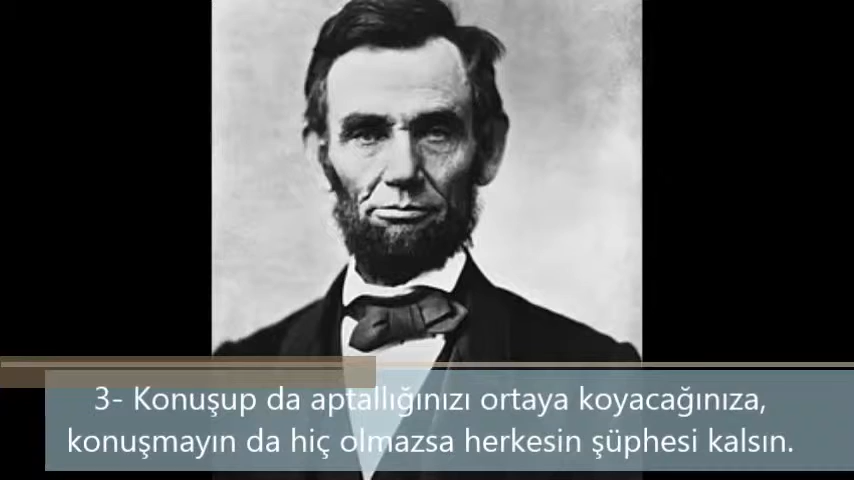 3- Konuşup da aptallığınızı ortaya koyacağınıza,
konuşmayın da hiç olmazsa herkesin şüphesi kalsın.